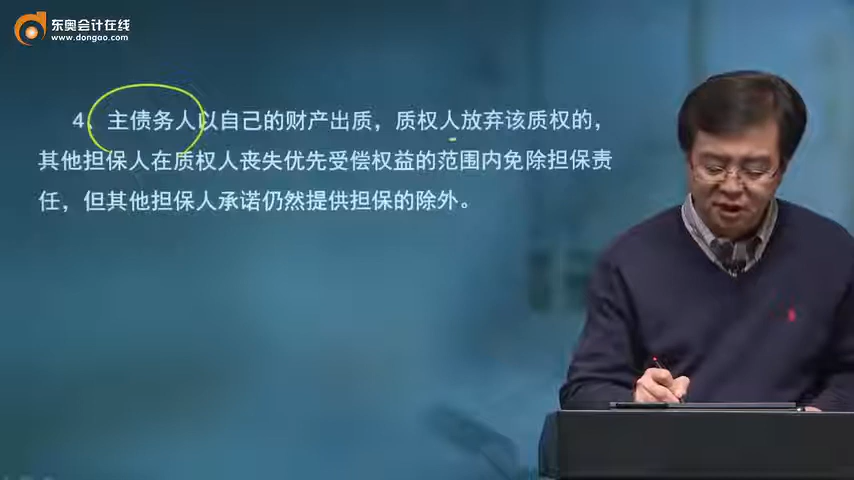 东奥会计在线
www.dongao.com
4、主债务人以自己的财产出质，质权人放弃该质权的，
其他担保人在质权人丧失优先受偿权益的范围内免除担保责
任，但其他担保人承诺仍然提供担保的除外。